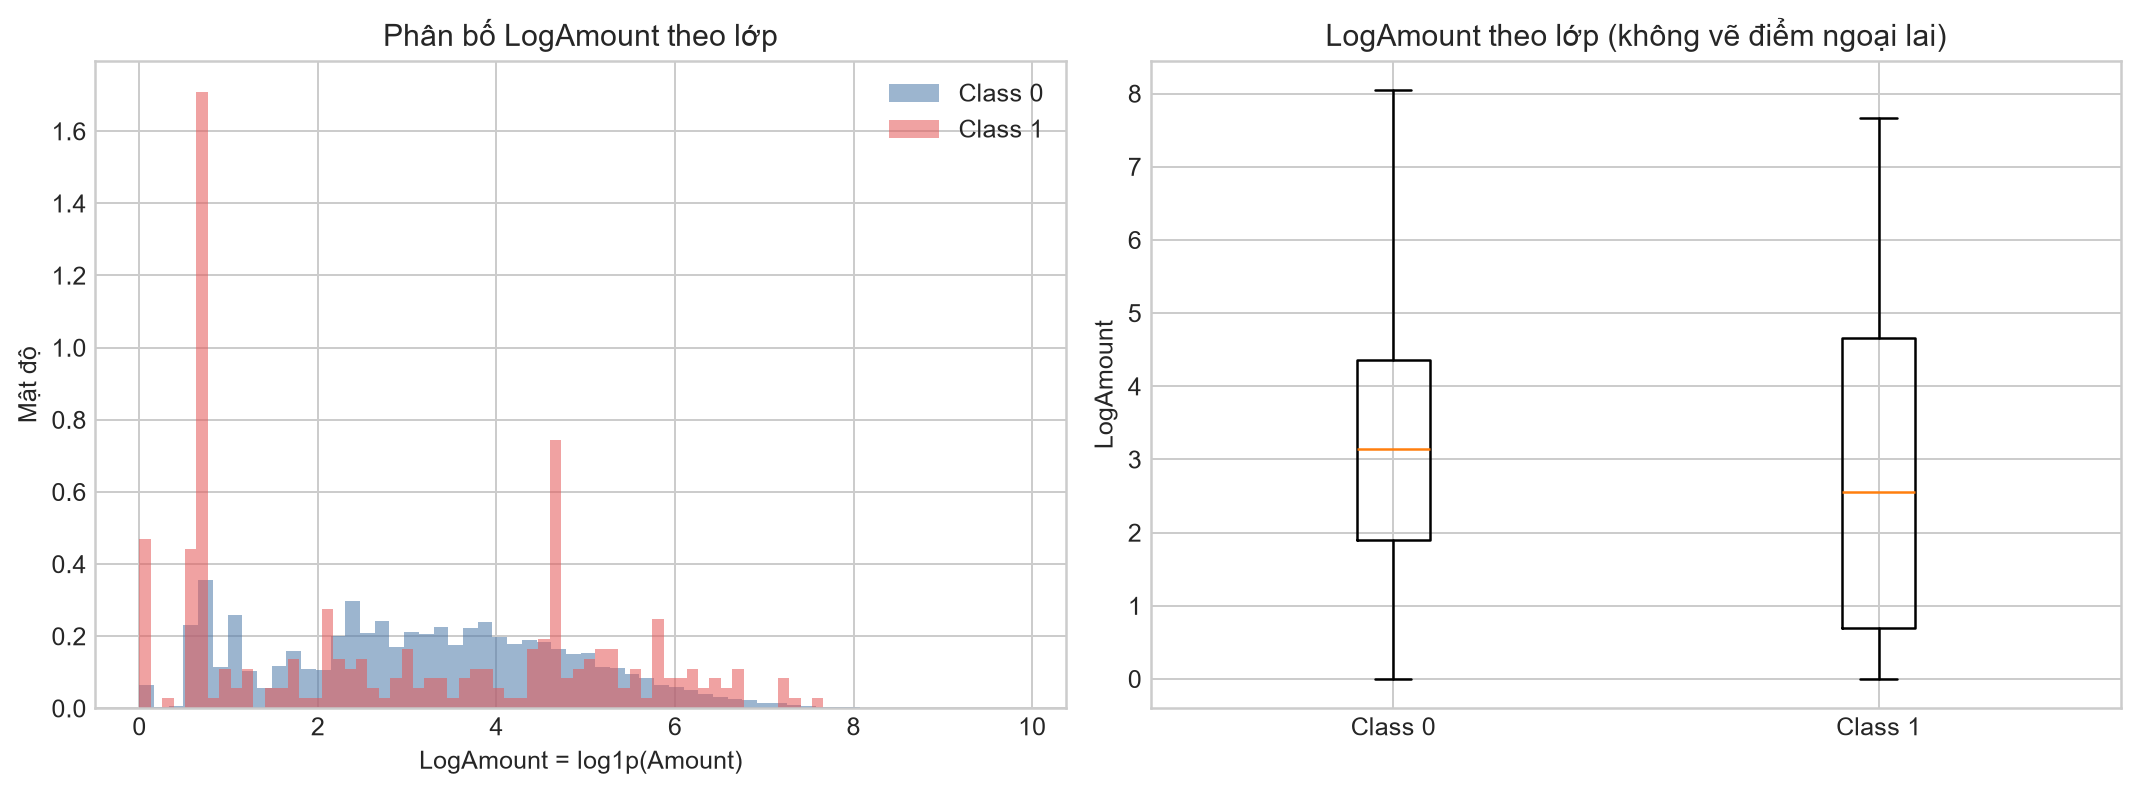 Phân bố LogAmount theo lớp
Class 0
Class 1
Mật độ
1.6
1.4
1.2
1.0
0.8
0.6
0.4
0.2
0.0
0 2 4 6 8 10
LogAmount = log1p(Amount)
LogAmount theo lớp (không vẽ điểm ngoại lai)
LogAmount
8
7
6
5
4
3
2
1
0
Class 0 Class 1